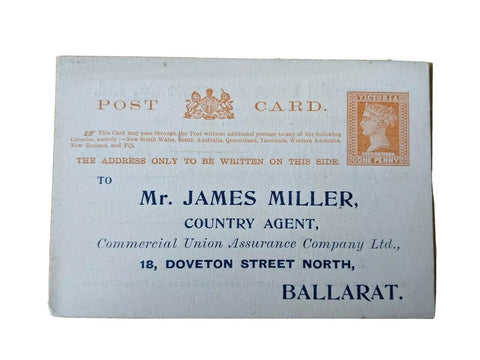 POST CARD.
VICTORIA
☞ This Card may pass through the Post without additional postage to any of the following
Colonies, namely:—New South Wales, South Australia, Queensland, Tasmania, Western Australia,
New Zealand, and Fiji.
ONE PENNY
THE ADDRESS ONLY TO BE WRITTEN ON THIS SIDE.
TO
Mr. JAMES MILLER,
COUNTRY AGENT,
Commercial Union Assurance Company Ltd.,
18, DOVETON STREET NORTH,
BALLARAT.